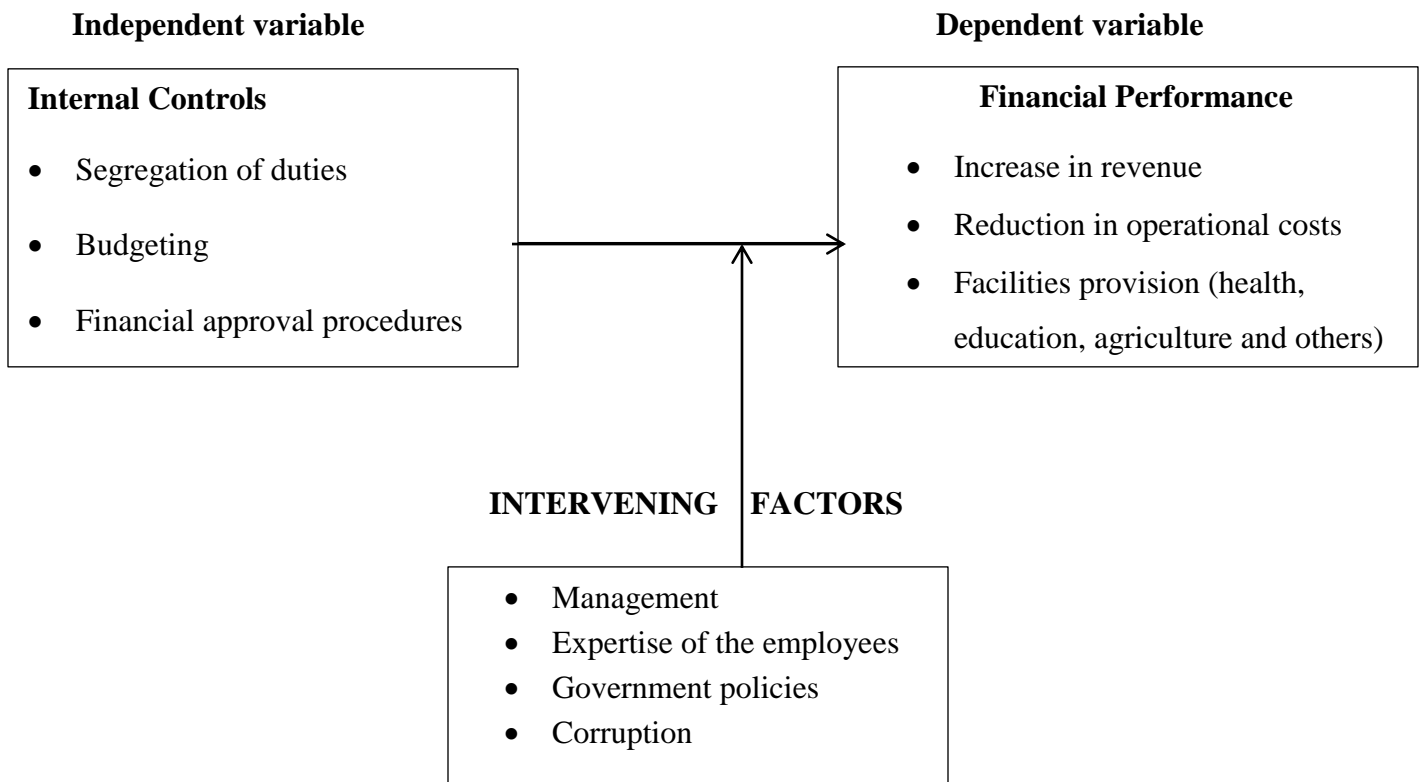 Independent variable
Dependent variable
Internal Controls
• Segregation of duties
• Budgeting
• Financial approval procedures
Financial Performance
• Increase in revenue
• Reduction in operational costs
• Facilities provision (health,
education, agriculture and others)
INTERVENING FACTORS
• Management
• Expertise of the employees
• Government policies
• Corruption